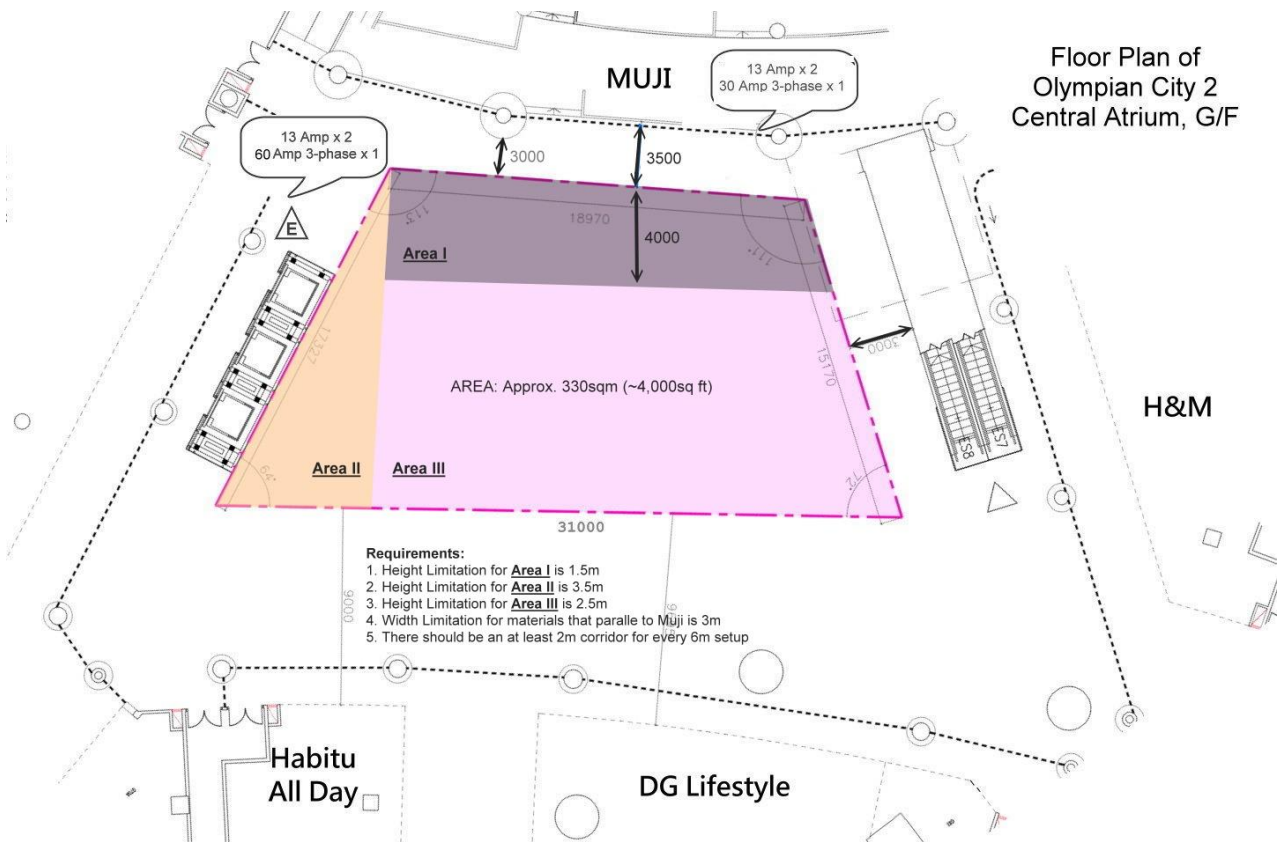 Floor Plan of
Olympian City 2
Central Atrium, G/F
MUJI
13 Amp x 2
30 Amp 3-phase x 1
13 Amp x 2
60 Amp 3-phase x 1
3000
3500
E
113°
18970
111°
4000
Area I
17327
3000
15170
AREA: Approx. 330sqm (~4,000sq ft)
H&M
ES8
ES7
Area II
Area III
64°
72°
31000
Requirements:
1. Height Limitation for Area I is 1.5m
2. Height Limitation for Area II is 3.5m
3. Height Limitation for Area III is 2.5m
4. Width Limitation for materials that paralle to Muji is 3m
5. There should be an at least 2m corridor for every 6m setup
9000
Habitu
All Day
DG Lifestyle